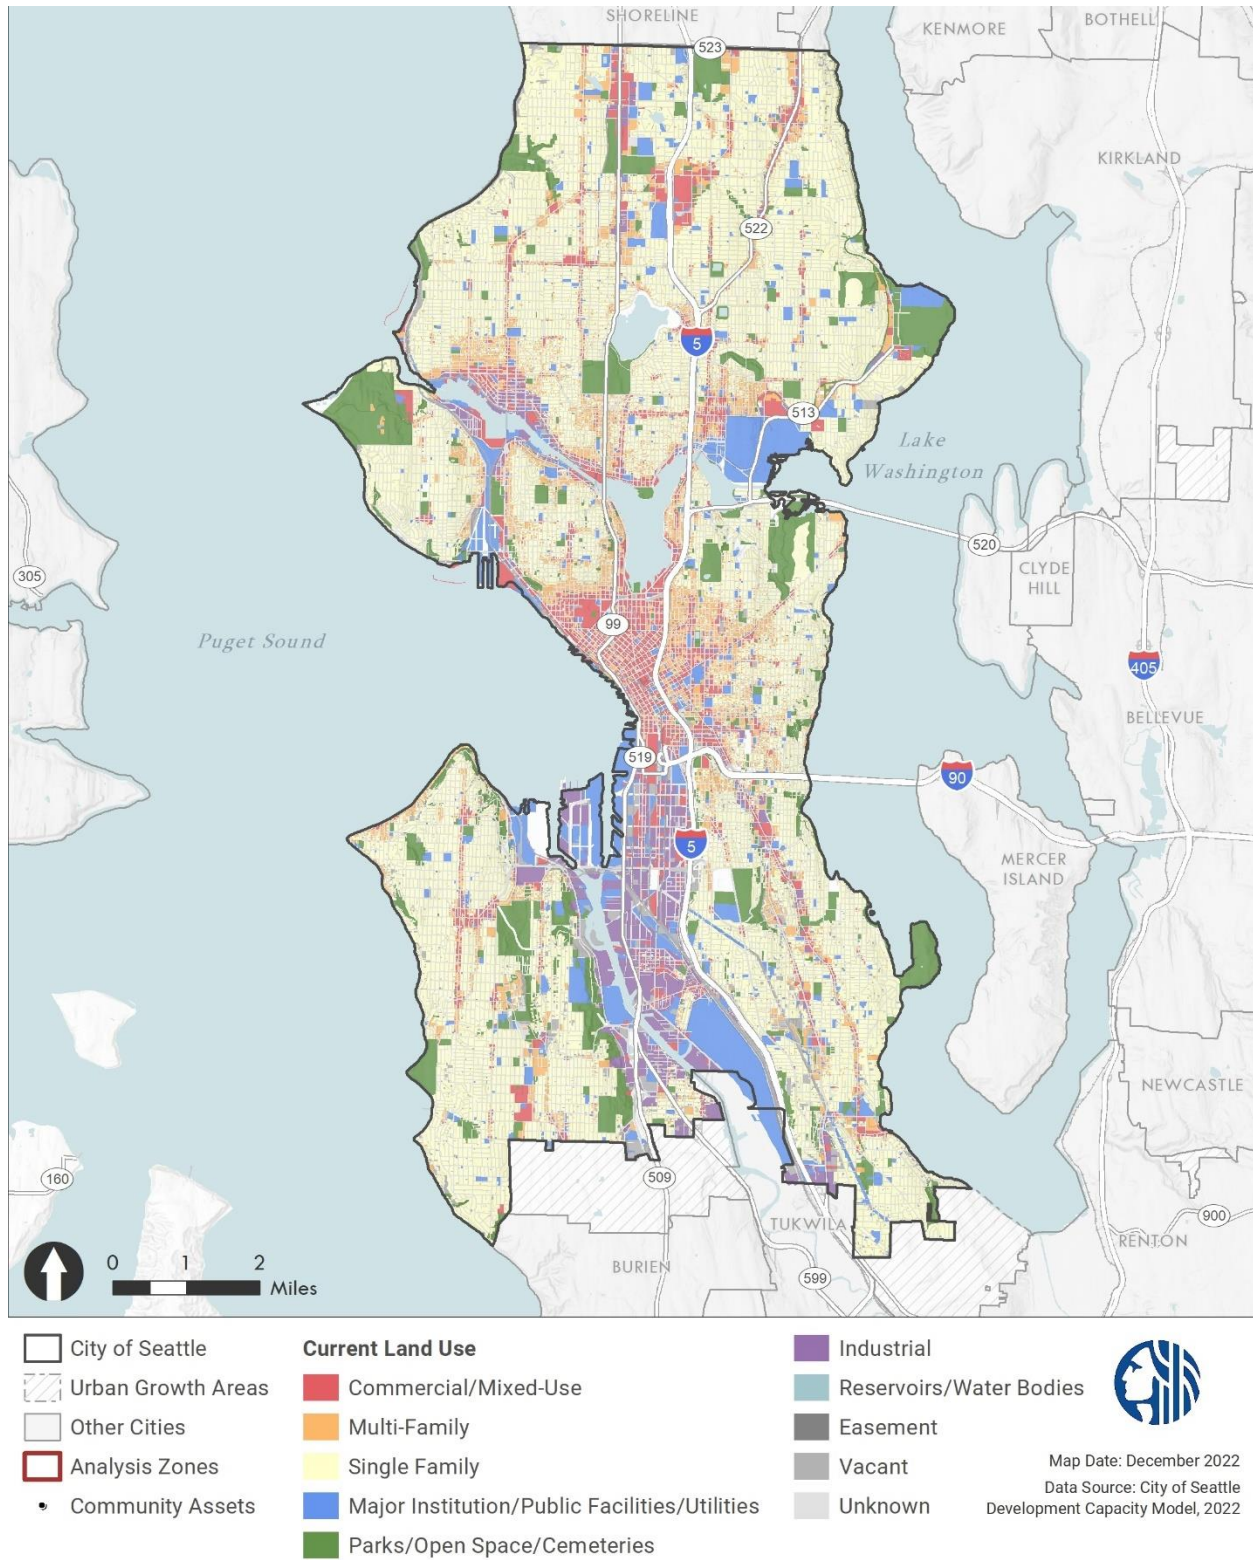 SHORELINE
KENMORE
BOTHELL
523
KIRKLAND
522
5
513
Lake
Washington
520
CLYDE
HILL
305
99
Puget Sound
405
BELLEVUE
519
90
5
MERCER
ISLAND
NEWCASTLE
160
509
TUKWILA
900
RENTON
BURIEN
599
0 1 2
Miles
City of Seattle
Urban Growth Areas
Other Cities
Analysis Zones
Community Assets
Current Land Use
Commercial/Mixed-Use
Multi-Family
Single Family
Major Institution/Public Facilities/Utilities
Parks/Open Space/Cemeteries
Industrial
Reservoirs/Water Bodies
Easement
Vacant
Unknown
Map Date: December 2022
Data Source: City of Seattle
Development Capacity Model, 2022